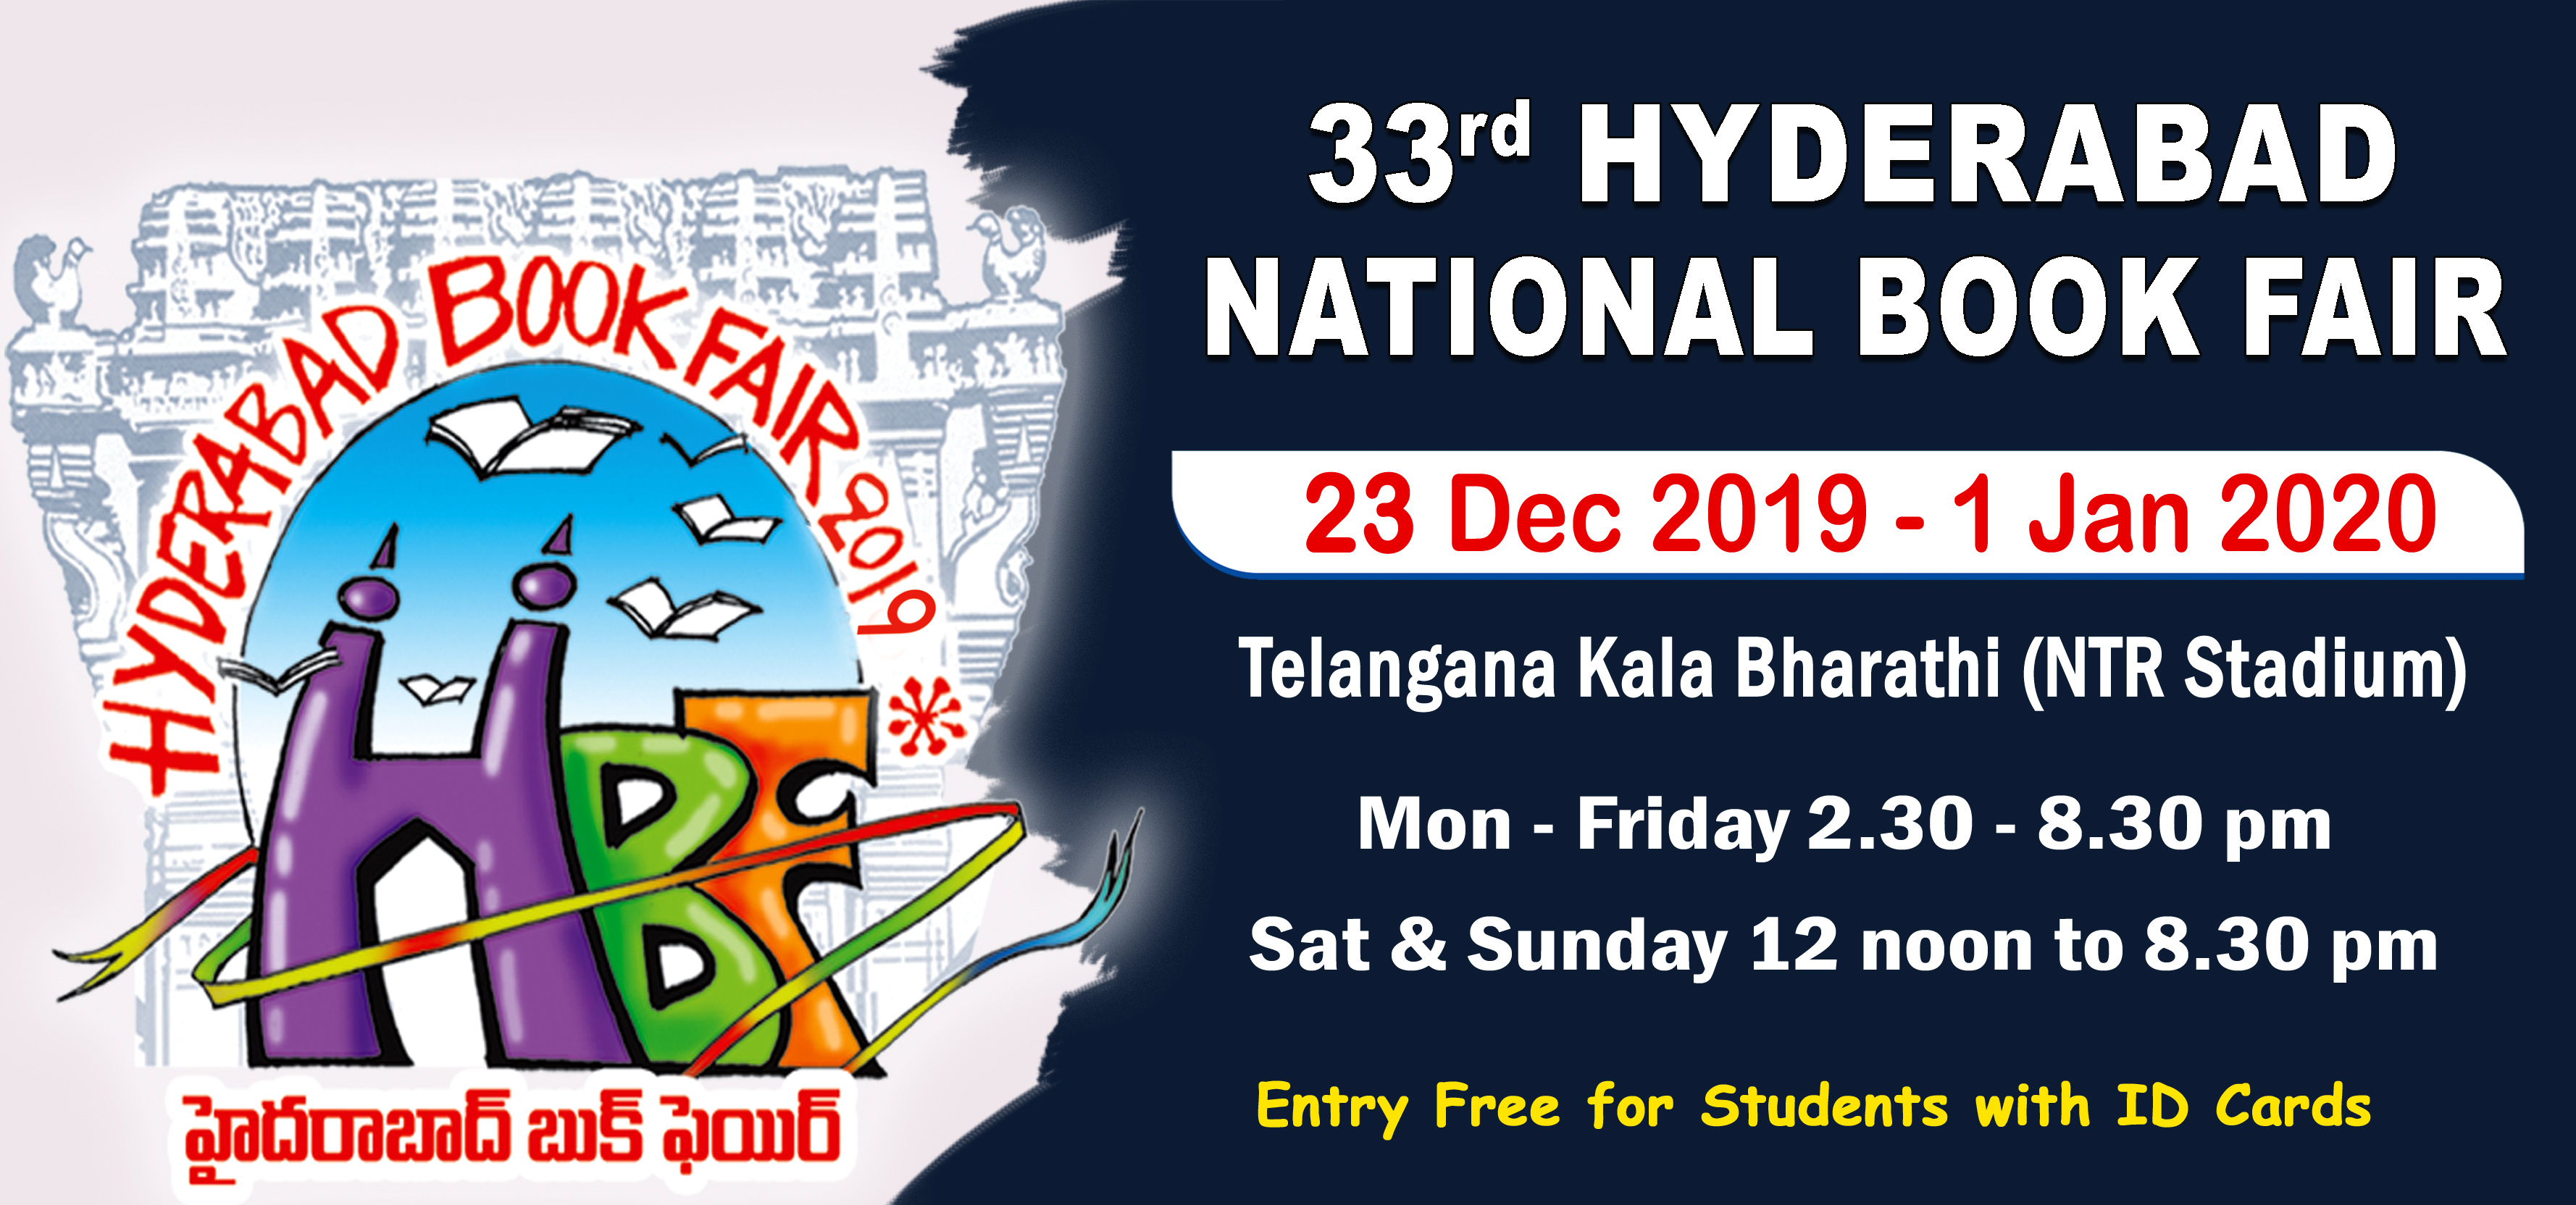 HYDERABAD BOOK FAIR 2019
HBF
హైదరాబాద్ బుక్ ఫెయిర్
33rd HYDERABAD
NATIONAL BOOK FAIR
23 Dec 2019 - 1 Jan 2020
Telangana Kala Bharathi (NTR Stadium)
Mon - Friday 2.30 - 8.30 pm
Sat & Sunday 12 noon to 8.30 pm
Entry Free for Students with ID Cards